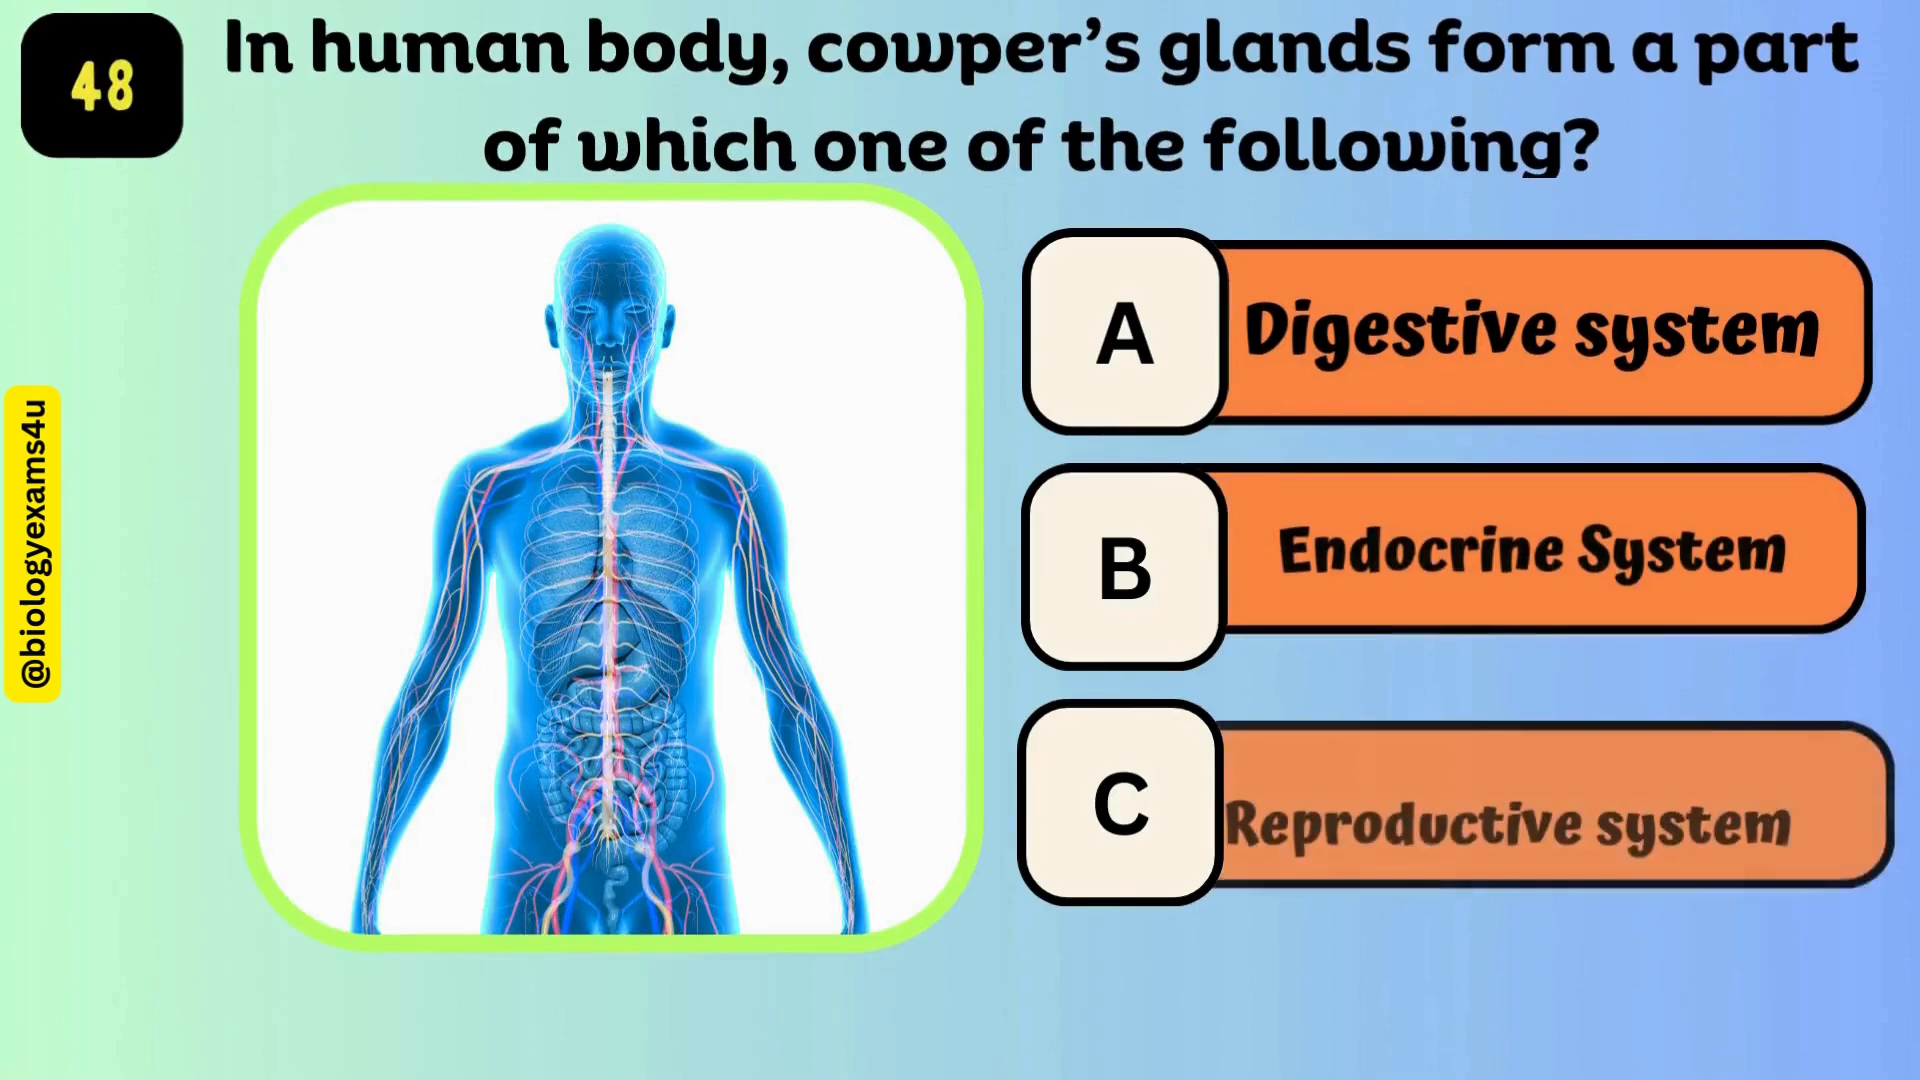 48
In human body, cowper's glands form a part
of which one of the following?
@biologyexams4u
A
Digestive system
B
Endocrine System
C
Reproductive system